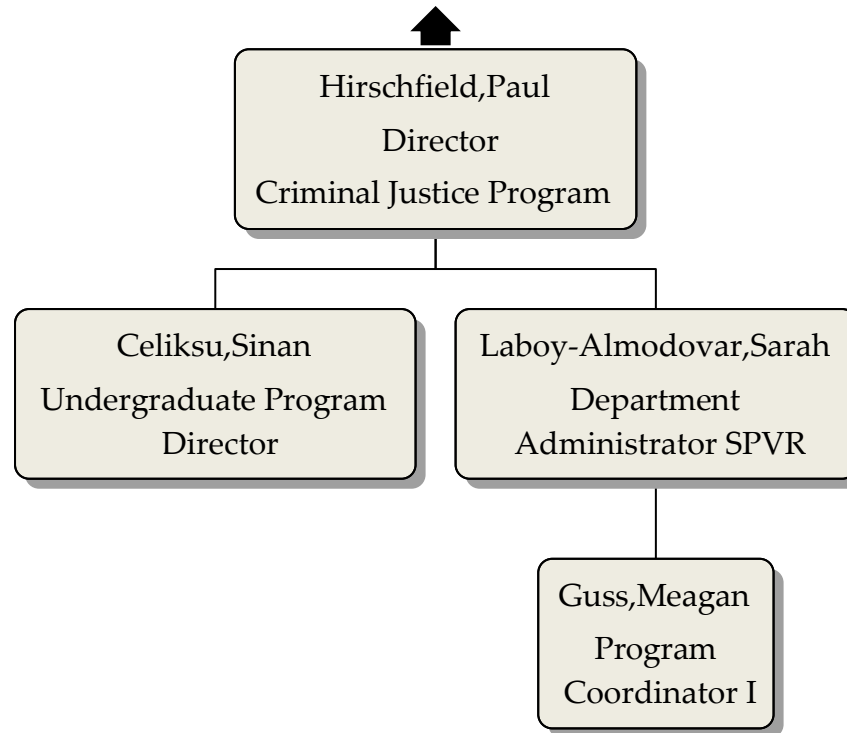 Hirschfield,Paul
Director
Criminal Justice Program
Celiksu,Sinan
Undergraduate Program
Director
Laboy-Almodovar,Sarah
Department
Administrator SPVR
Guss,Meagan
Program
Coordinator I